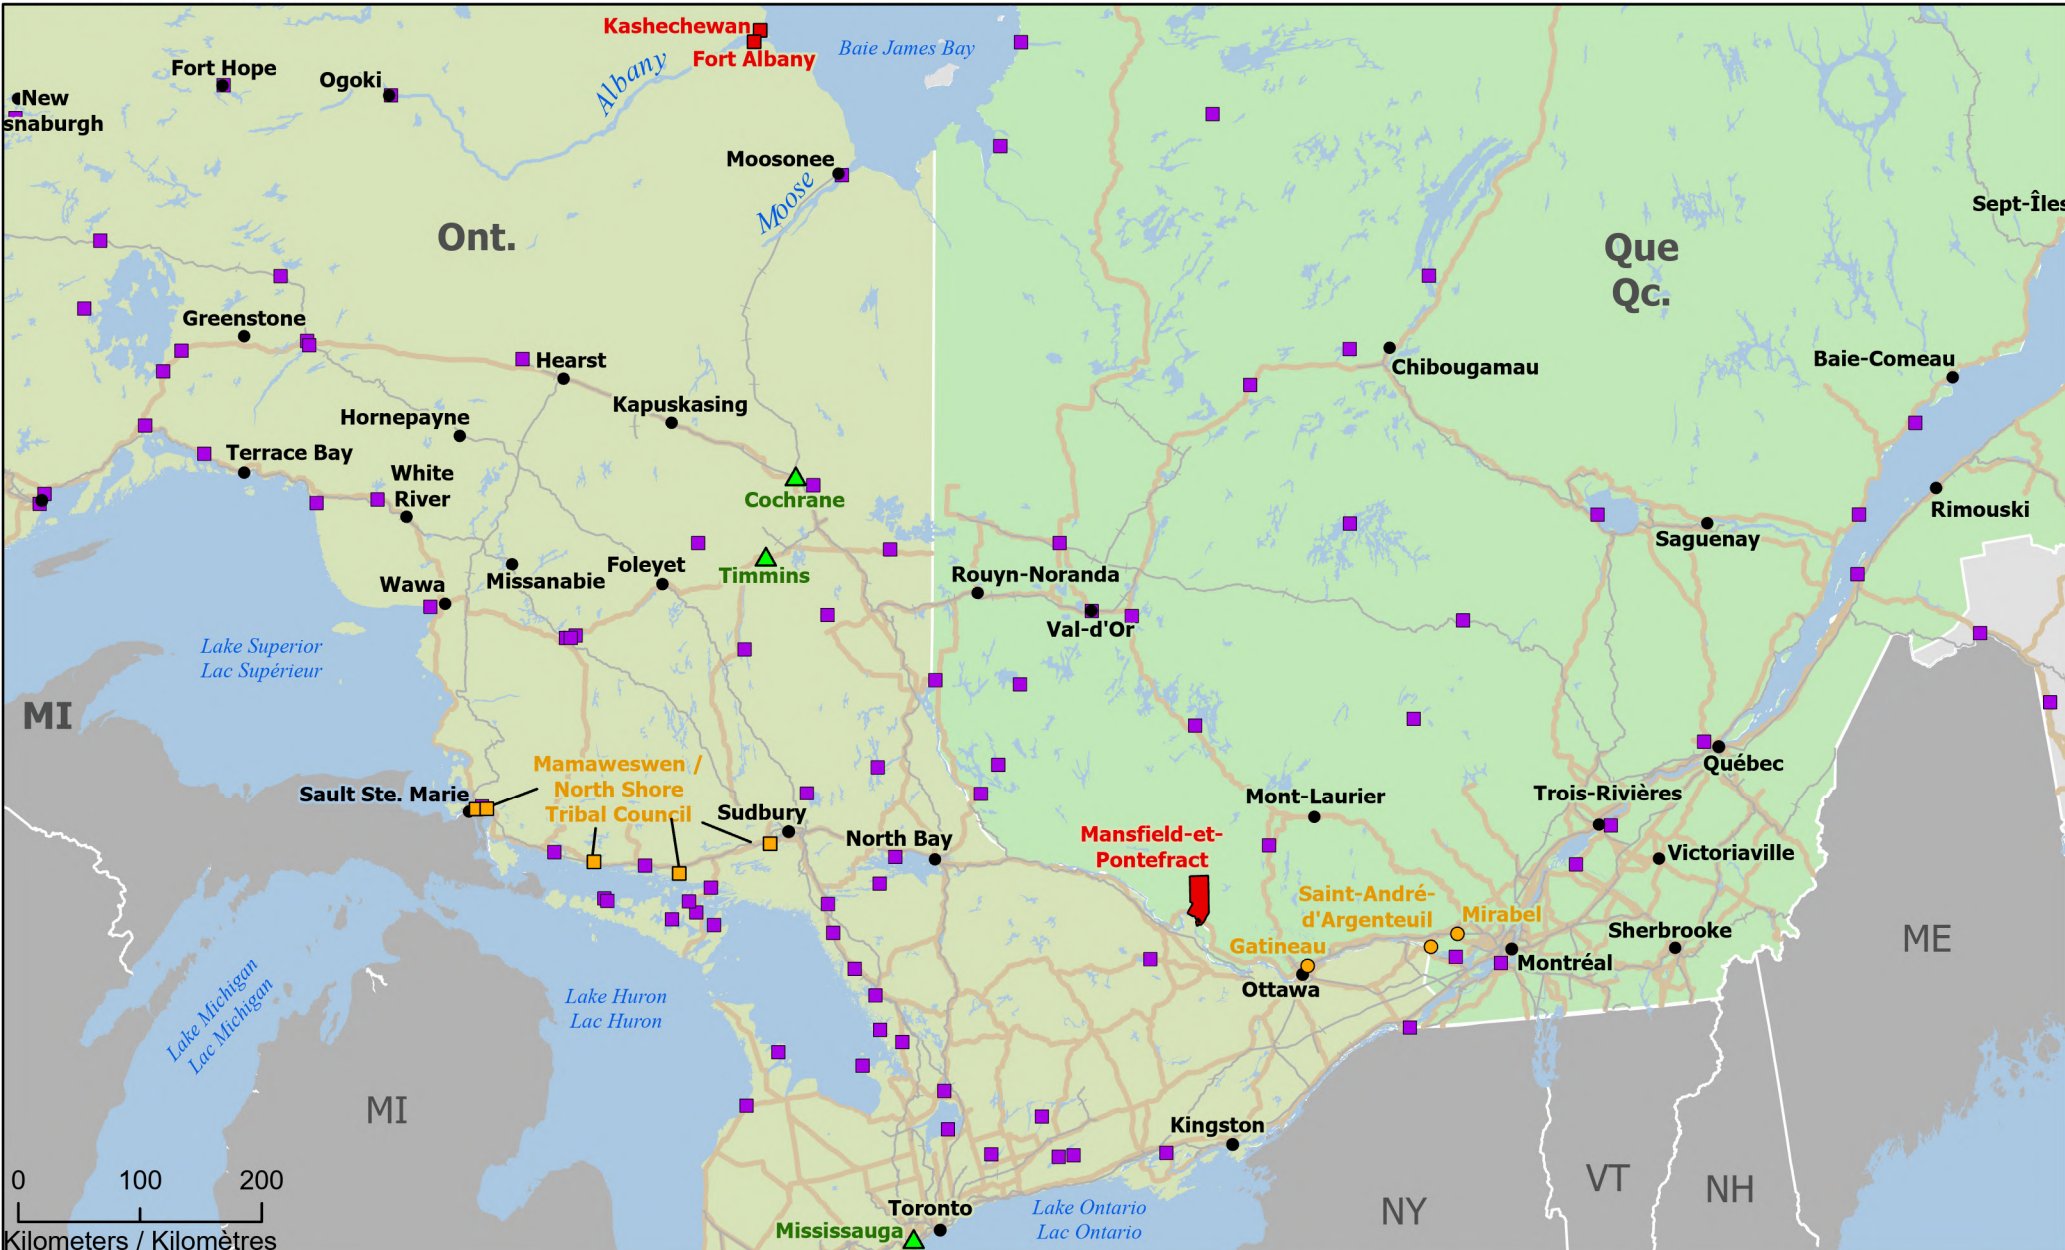 Kashechewan
Fort Albany
Baie James Bay
Albany
Fort Hope
Ogoki
New
snaburgh
Moosonee
Moose
Ont.
Que
Qc.
Sept-Îles
Greenstone
Hearst
Kapuskasing
Hornepayne
Terrace Bay
White
River
Cochrane
Chibougamau
Baie-Comeau
Rimouski
Saguenay
Missanabie
Foleyet
Timmins
Wawa
Rouyn-Noranda
Val-d'Or
Lake Superior
Lac Supérieur
MI
Mamaweswen /
North Shore
Tribal Council
Sault Ste. Marie
Sudbury
North Bay
Mansfield-et-
Pontefract
Mont-Laurier
Trois-Rivières
Québec
Victoriaville
Saint-André-
d'Argenteuil
Mirabel
Gatineau
Ottawa
Montréal
Sherbrooke
ME
Lake Michigan
Lac Michigan
Lake Huron
Lac Huron
MI
Kingston
Toronto
Mississauga
Lake Ontario
Lac Ontario
NY
VT
NH
0 100 200
Kilometers / Kilomètres